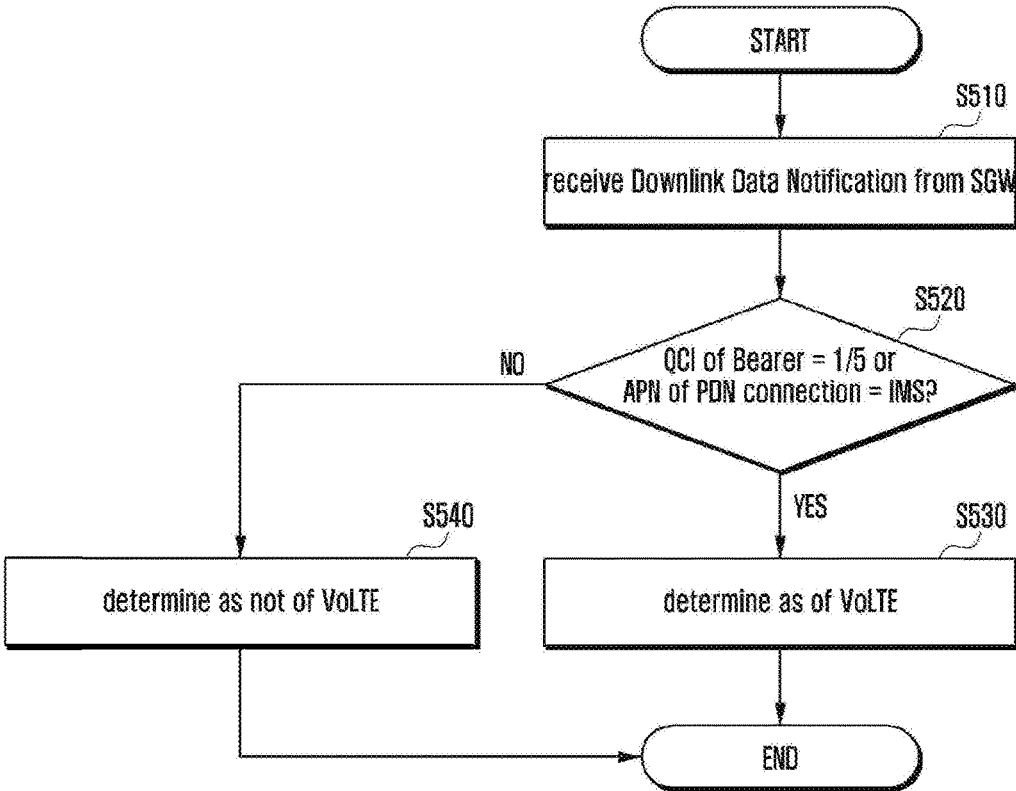 START
S510
receive Downlink Data Notification from SGW
S520
QCI of Bearer = 1/5 or
APN of PDN connection = IMS?
NO
YES
S540
S530
determine as not of VoLTE
determine as of VoLTE
END